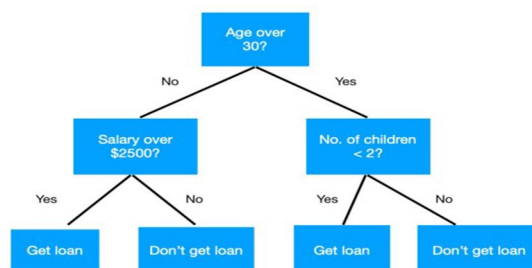 Age over
30?
No
Yes
Salary over
$2500?
No. of children
< 2?
Yes
No
Yes
No
Get loan
Don't get loan
Get loan
Don't get loan